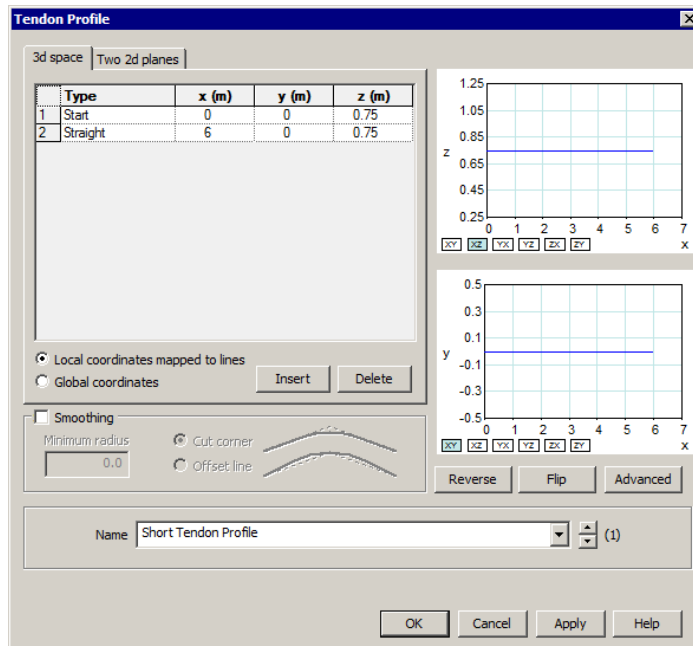 Tendon Profile
3d space Two 2d planes
Type x (m) y (m) z (m)
1 Start 0 0 0.75
2 Straight 6 0 0.75
Local coordinates mapped to lines
Global coordinates
Insert Delete
Smoothing
Minimum radius
0.0
Cut corner
Offset line
1.25
1.05
0.85
z
0.65
0.45
0.25
0 1 2 3 4 5 6 7
XY XZ YX YZ ZX ZY x
0.5
0.3
0.1
y
-0.1
-0.3
-0.5
0 1 2 3 4 5 6 7
XY XZ YX YZ ZX ZY x
Reverse Flip Advanced
Name Short Tendon Profile (1)
OK Cancel Apply Help